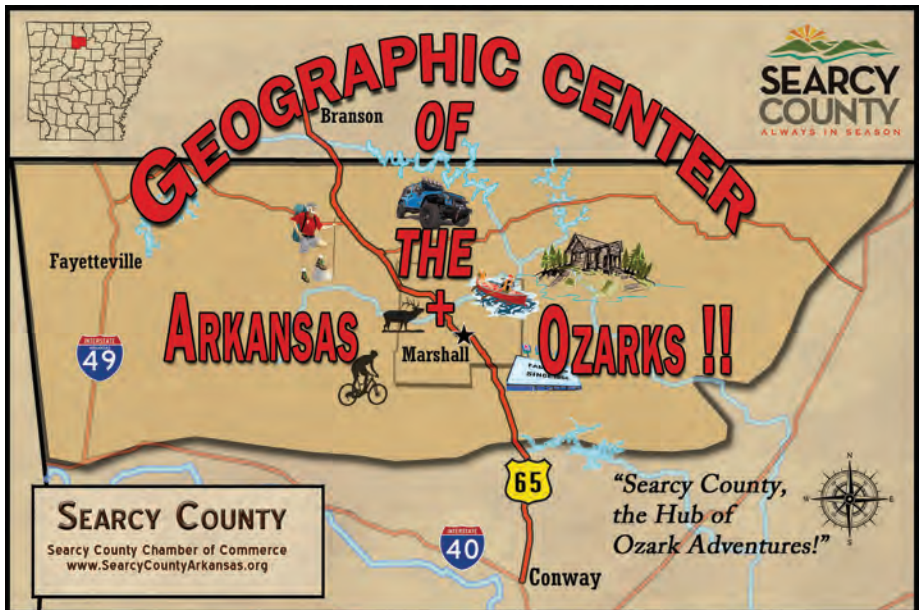 GEOGRAPHIC CENTER
OF
THE
ARKANSAS OZARKS !!
SEARCY
COUNTY
ALWAYS IN SEASON
Branson
Fayetteville
INTERSTATE
49
Marshall
65
INTERSTATE
40
Conway
SEARCY COUNTY
Searcy County Chamber of Commerce
www.SearcyCountyArkansas.org
“Searcy County,
the Hub of
Ozark Adventures!”
N
E
S
W